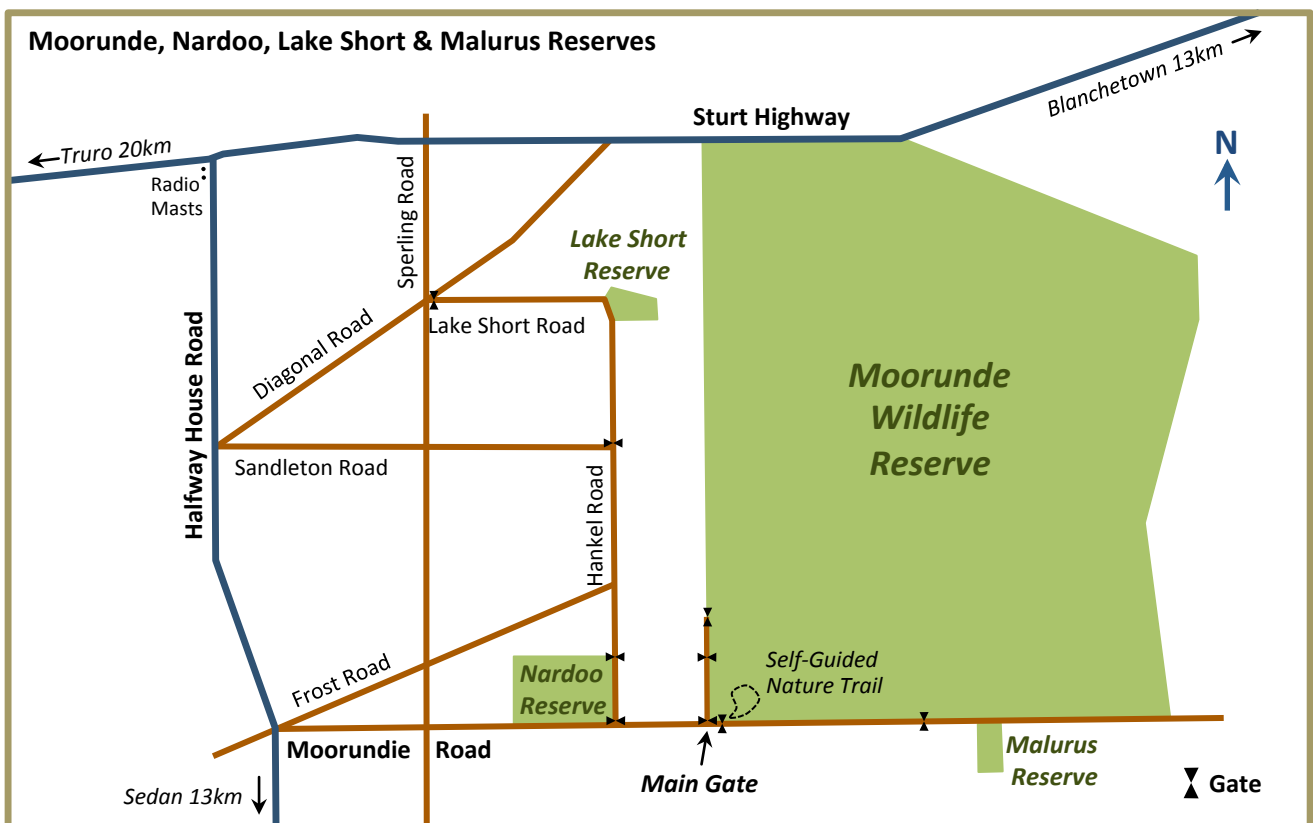 Moorunde, Nardoo, Lake Short & Malurus Reserves
Blanchetown 13km
Sturt Highway
Truro 20km
N
Radio
Masts
Sperling Road
Lake Short
Reserve
Lake Short Road
Diagonal Road
Halfway House Road
Moorunde
Wildlife
Reserve
Sandleton Road
Hankel Road
Self-Guided
Nature Trail
Frost Road
Nardoo
Reserve
Moorundie Road
Malurus
Reserve
Main Gate
Gate
Sedan 13km